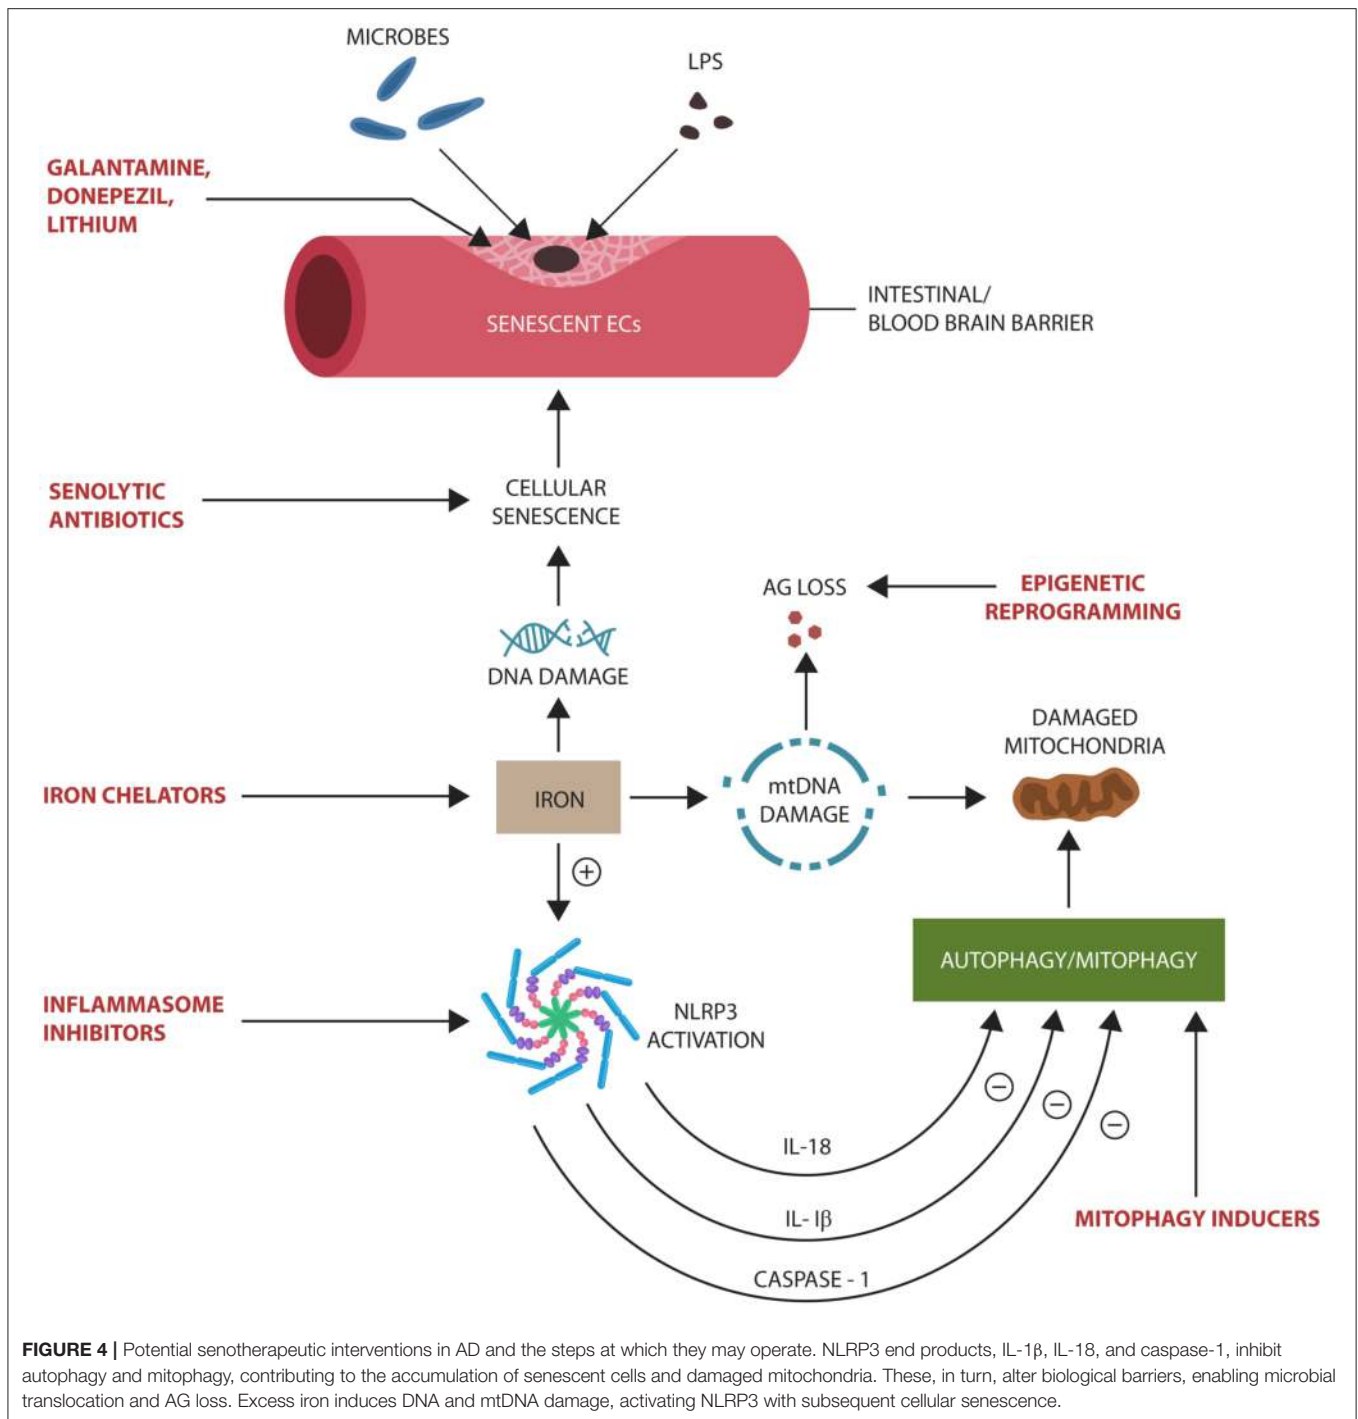 MICROBES
LPS
GALANTAMINE,
DONEPEZIL,
LITHIUM
INTESTINAL/
BLOOD BRAIN BARRIER
SENESCENT ECs
SENOLYTIC
ANTIBIOTICS
CELLULAR
SENESCENCE
AG LOSS
EPIGENETIC
REPROGRAMMING
DNA DAMAGE
DAMAGED
MITOCHONDRIA
IRON CHELATORS
IRON
mtDNA
DAMAGE
+
AUTOPHAGY/MITOPHAGY
INFLAMMASOME
INHIBITORS
NLRP3
ACTIVATION
−
−
−
IL-18
IL- Iβ
MITOPHAGY INDUCERS
CASPASE - 1
FIGURE 4 | Potential senotherapeutic interventions in AD and the steps at which they may operate. NLRP3 end products, IL-1β, IL-18, and caspase-1, inhibit
autophagy and mitophagy, contributing to the accumulation of senescent cells and damaged mitochondria. These, in turn, alter biological barriers, enabling microbial
translocation and AG loss. Excess iron induces DNA and mtDNA damage, activating NLRP3 with subsequent cellular senescence.